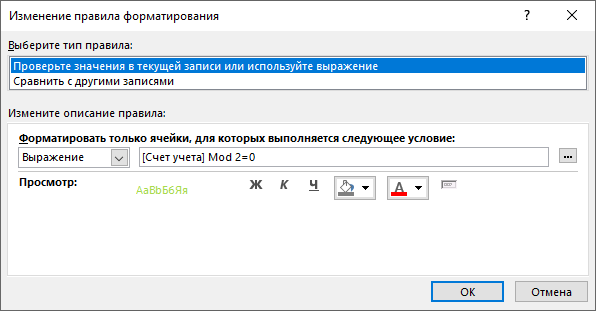 Изменение правила форматирования
Выберите тип правила:
Проверьте значения в текущей записи или используйте выражение
Сравнить с другими записями
Измените описание правила:
Форматировать только ячейки, для которых выполняется следующее условие:
Выражение [Счет учета] Mod 2=0 ...
Просмотр: АаВbБбЯя Ж К Ч А
ОК Отмена